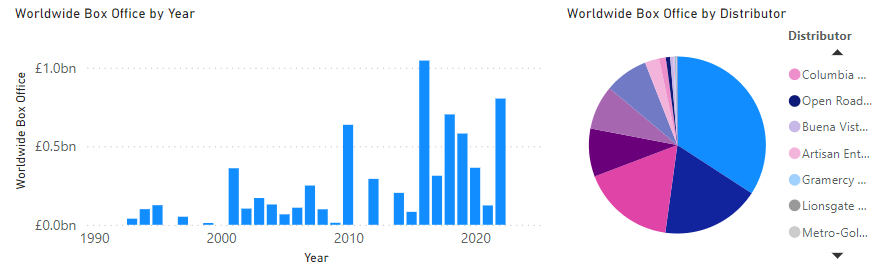 Worldwide Box Office by Year
Worldwide Box Office
£1.0bn
£0.5bn
£0.0bn
1990
2000
2010
2020
Year
Worldwide Box Office by Distributor
Distributor
Columbia ...
Open Road...
Buena Vist...
Artisan Ent...
Gramercy ...
Lionsgate ...
Metro-Gol...